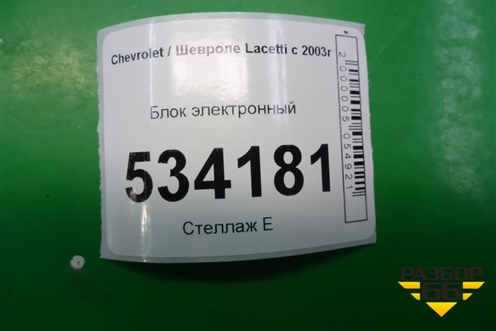 Chevrolet / Шевроле Lacetti с 2003г
Блок электронный
534181
Стеллаж Е
2000005054921
РАЗБОР
66